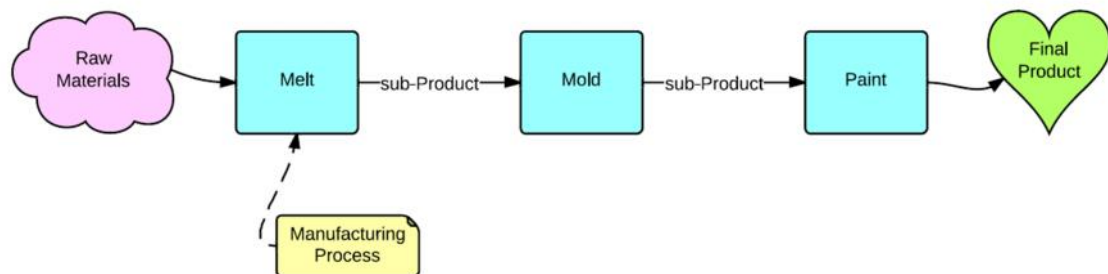 Raw
Materials
Melt
sub-Product
Mold
sub-Product
Paint
Final
Product
Manufacturing
Process